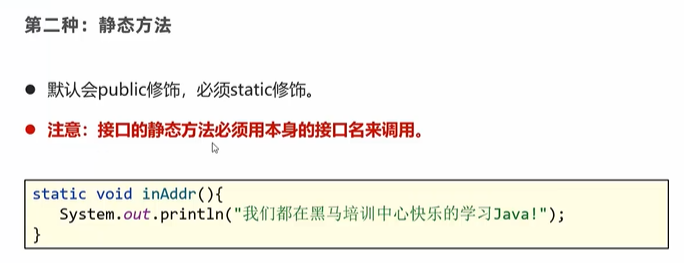 第二种：静态方法
● 默认会public修饰，必须static修饰。
● 注意：接口的静态方法必须用本身的接口名来调用。
static void inAddr(){
   System.out.println("我们都在黑马培训中心快乐的学习Java!");
}